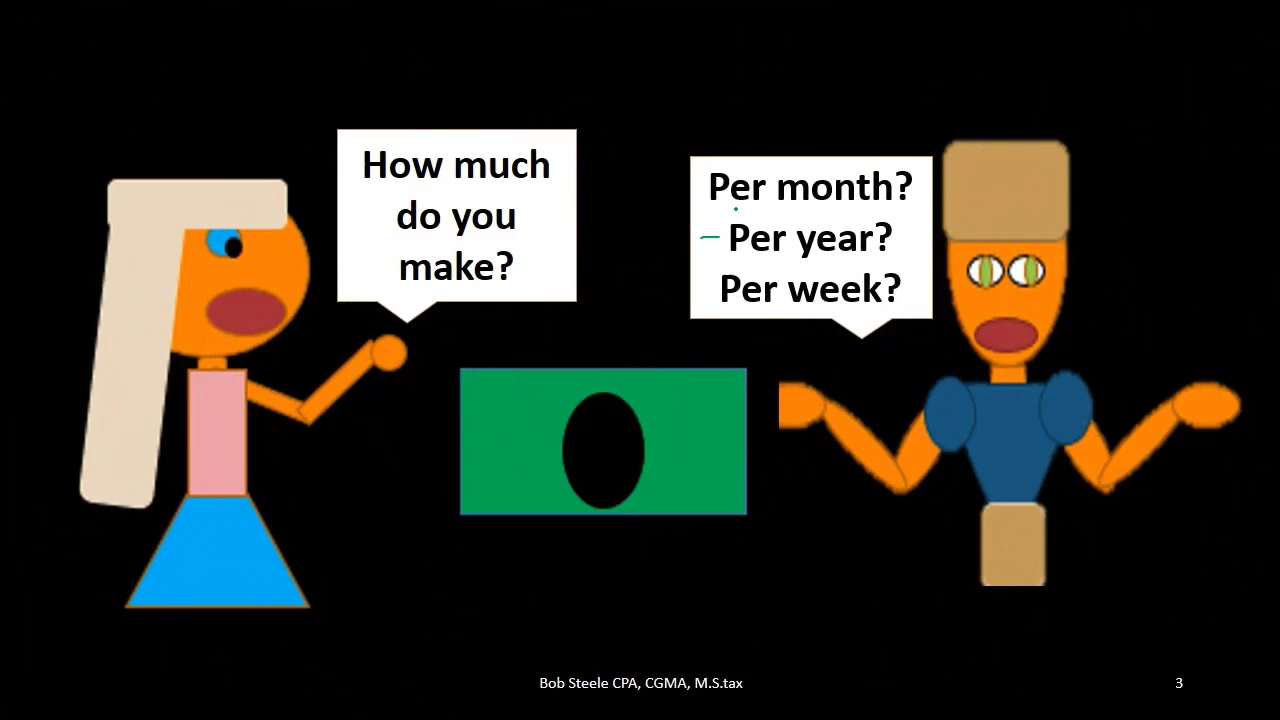 How much
do you
make?
Per month?
Per year?
Per week?
Bob Steele CPA, CGMA, M.S.tax
3